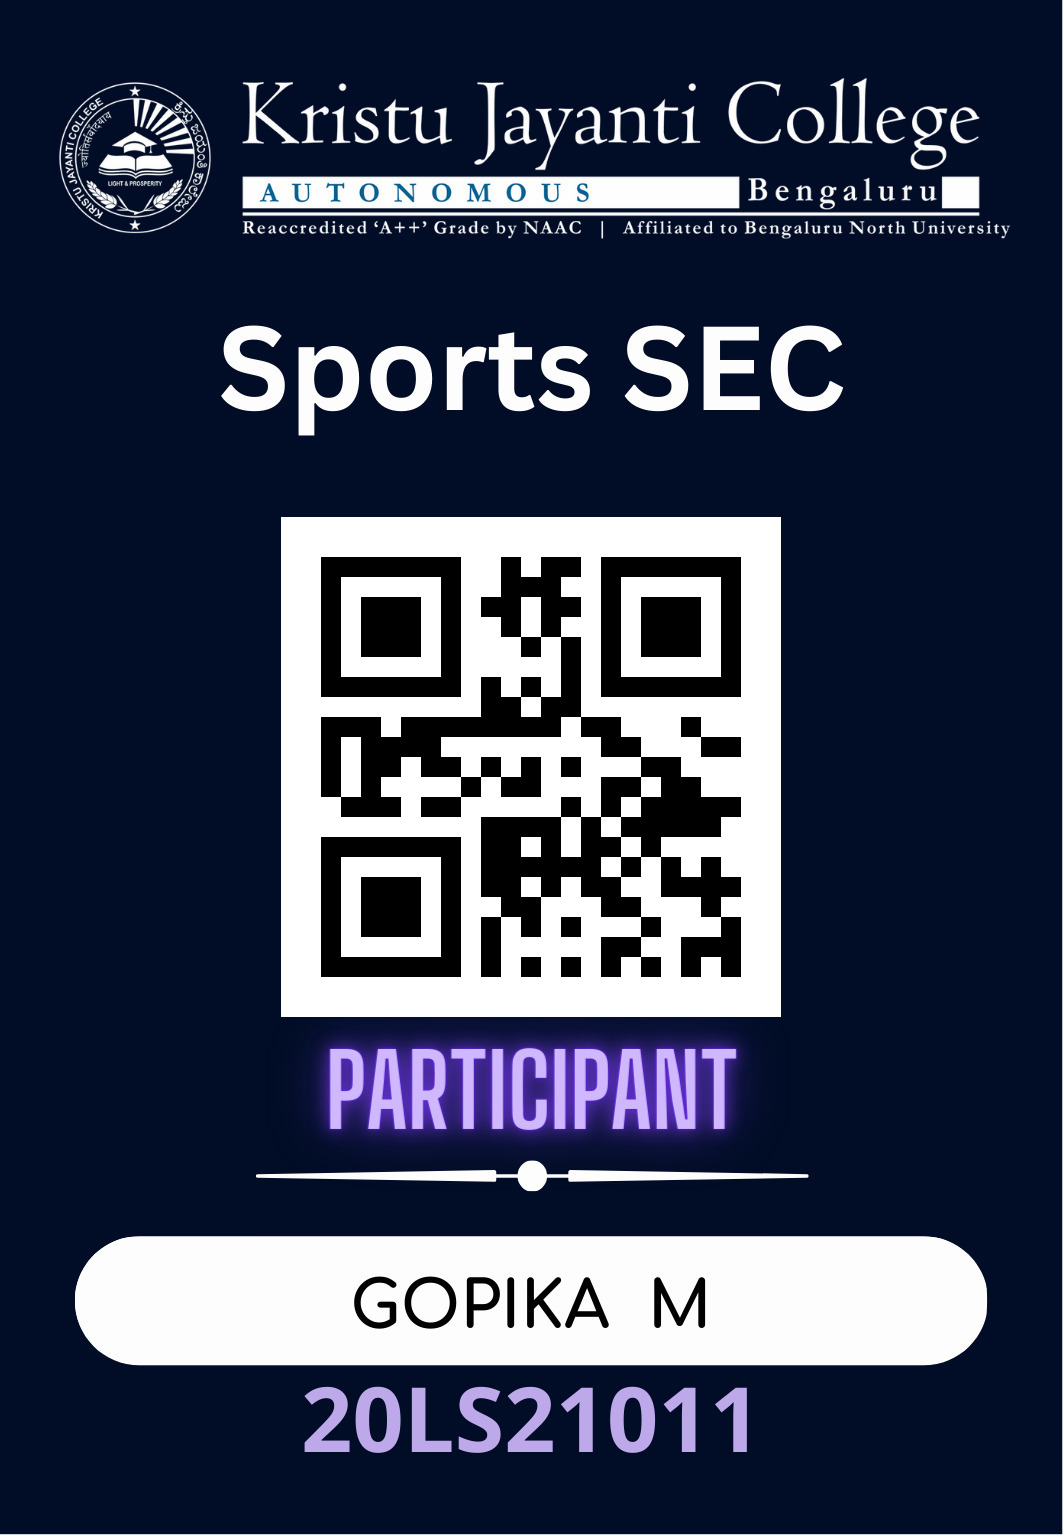 KRISTU JAYANTI COLLEGE
ಕ್ರಿಸ್ತು ಜಯಂತಿ ಕಾಲೇಜು
LIGHT & PROSPERITY
Kristu Jayanti College
AUTONOMOUS Bengaluru
Reaccredited ‘A++’ Grade by NAAC | Affiliated to Bengaluru North University
Sports SEC
PARTICIPANT
GOPIKA M
20LS21011